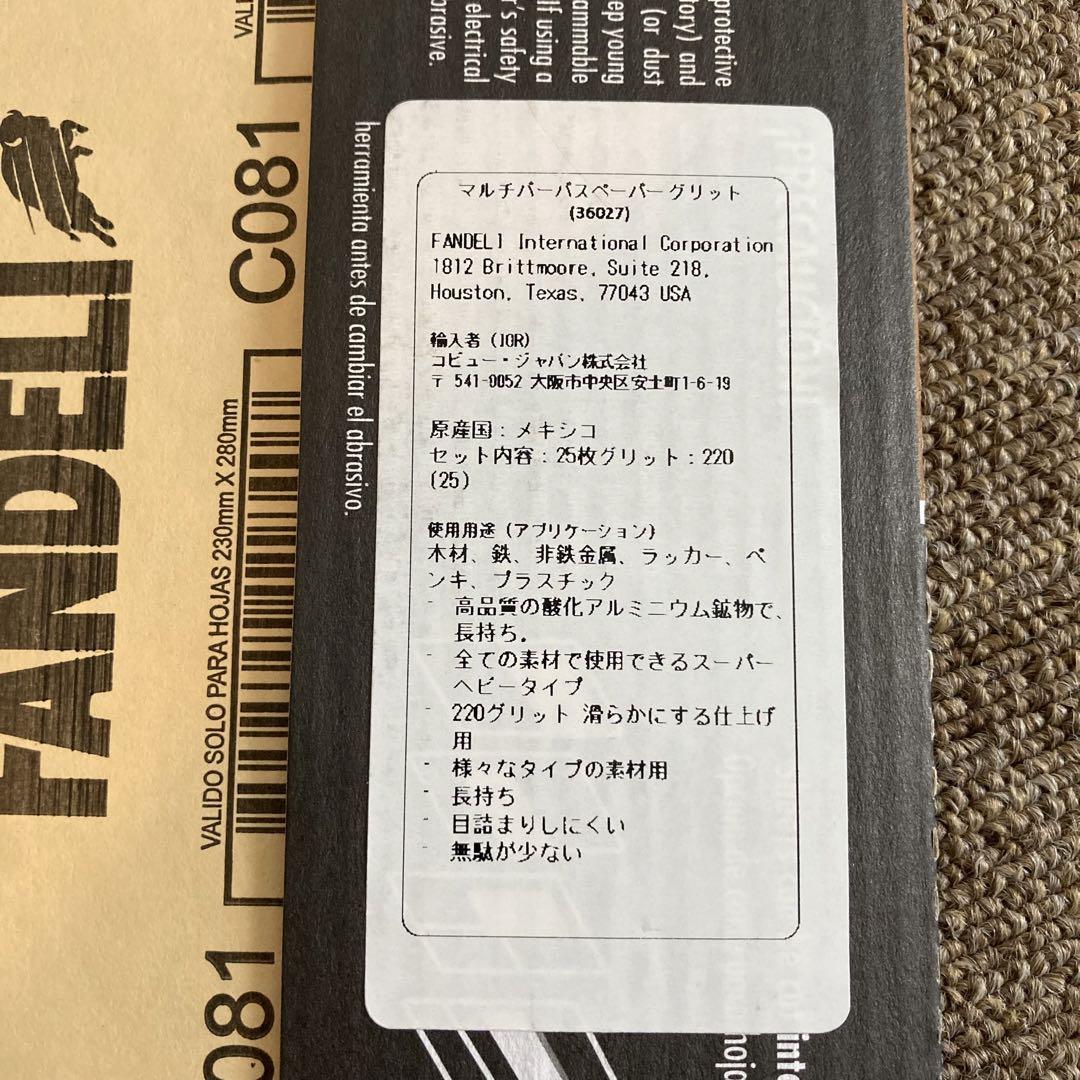 protective
tory) and
(or dust
ep young
ammable
If using a
r's safety
electrical
brasive.
herramienta antes de cambiar el abrasivo.
FANDELI
C081
VALIDO SOLO PARA HOJAS 230mm X 280mm
VALI
081
マルチパーパスペーパーグリット
(36027)
FANDELI International Corporation
1812 Brittmoore, Suite 218,
Houston, Texas, 77043 USA
輸入者 (IOR)
コビュー・ジャパン株式会社
〒 541-0052 大阪市中央区安土町1-6-19
原産国：メキシコ
セット内容：25枚グリット：220
(25)
使用用途 (アプリケーション)
木材、鉄、非鉄金属、ラッカー、ペ
ンキ、プラスチック
- 高品質の酸化アルミニウム鉱物で、
長持ち。
- 全ての素材で使用できるスーパー
ヘビータイプ
- 220グリット 滑らかにする仕上げ
用
- 様々なタイプの素材用
- 長持ち
- 目詰まりしにくい
- 無駄が少ない